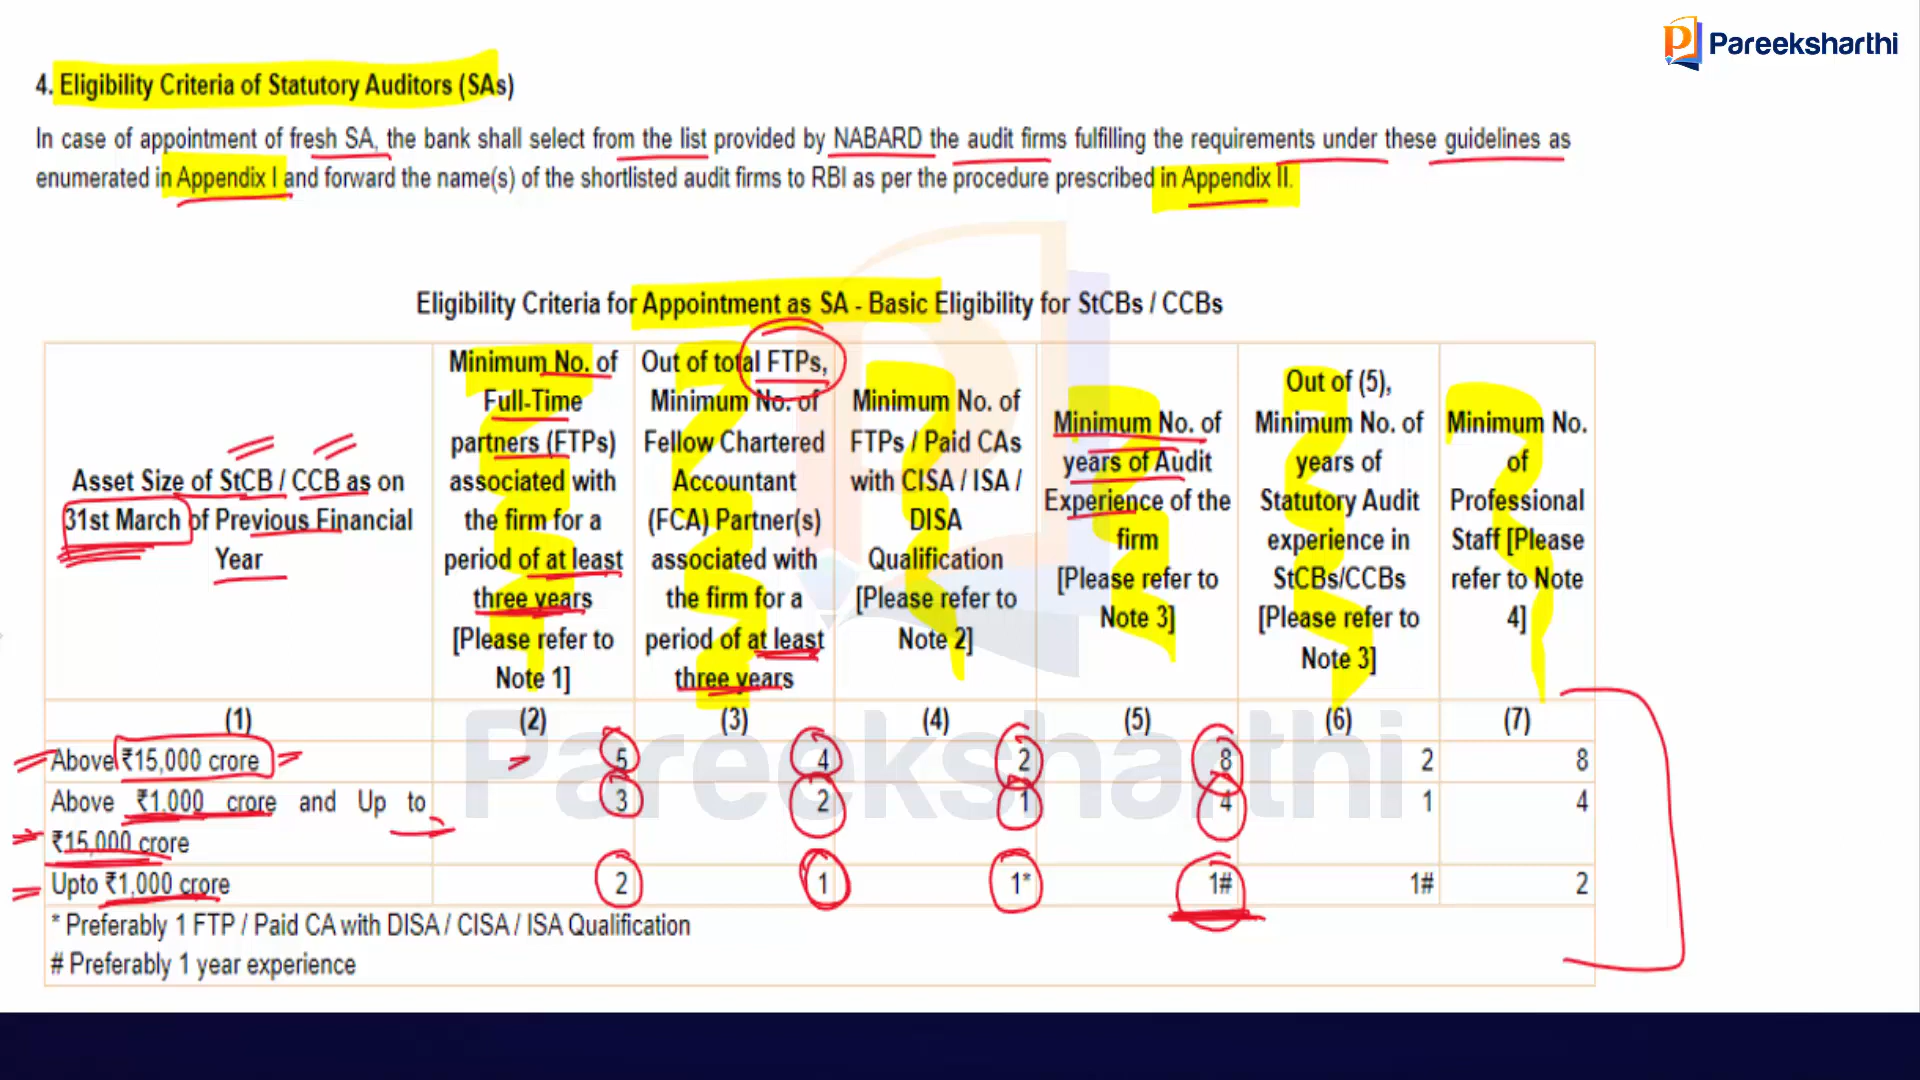 Pareeksharthi
4. Eligibility Criteria of Statutory Auditors (SAs)
In case of appointment of fresh SA, the bank shall select from the list provided by NABARD the audit firms fulfilling the requirements under these guidelines as
enumerated in Appendix I and forward the name(s) of the shortlisted audit firms to RBI as per the procedure prescribed in Appendix II.
Eligibility Criteria for Appointment as SA - Basic Eligibility for StCBs / CCBs
Asset Size of StCB / CCB as on
31st March of Previous Financial
Year
Minimum No. of
Full-Time
partners (FTPs)
associated with
the firm for a
period of at least
three years
[Please refer to
Note 1]
Out of total FTPs,
Minimum No. of
Fellow Chartered
Accountant
(FCA) Partner(s)
associated with
the firm for a
period of at least
three years
Minimum No. of
FTPs / Paid CAs
with CISA / ISA /
DISA
Qualification
[Please refer to
Note 2]
Minimum No. of
years of Audit
Experience of the
firm
[Please refer to
Note 3]
Out of (5),
Minimum No. of
years of
Statutory Audit
experience in
StCBs/CCBs
[Please refer to
Note 3]
Minimum No.
of
Professional
Staff [Please
refer to Note
4]
(1) (2) (3) (4) (5) (6) (7)
Above ₹15,000 crore 5 4 2 8 2 8
Above ₹1,000 crore and Up to
₹15,000 crore 3 2 1 4 1 4
Upto ₹1,000 crore 2 1 1* 1# 1# 2
* Preferably 1 FTP / Paid CA with DISA / CISA / ISA Qualification
# Preferably 1 year experience
Pareeksharthi